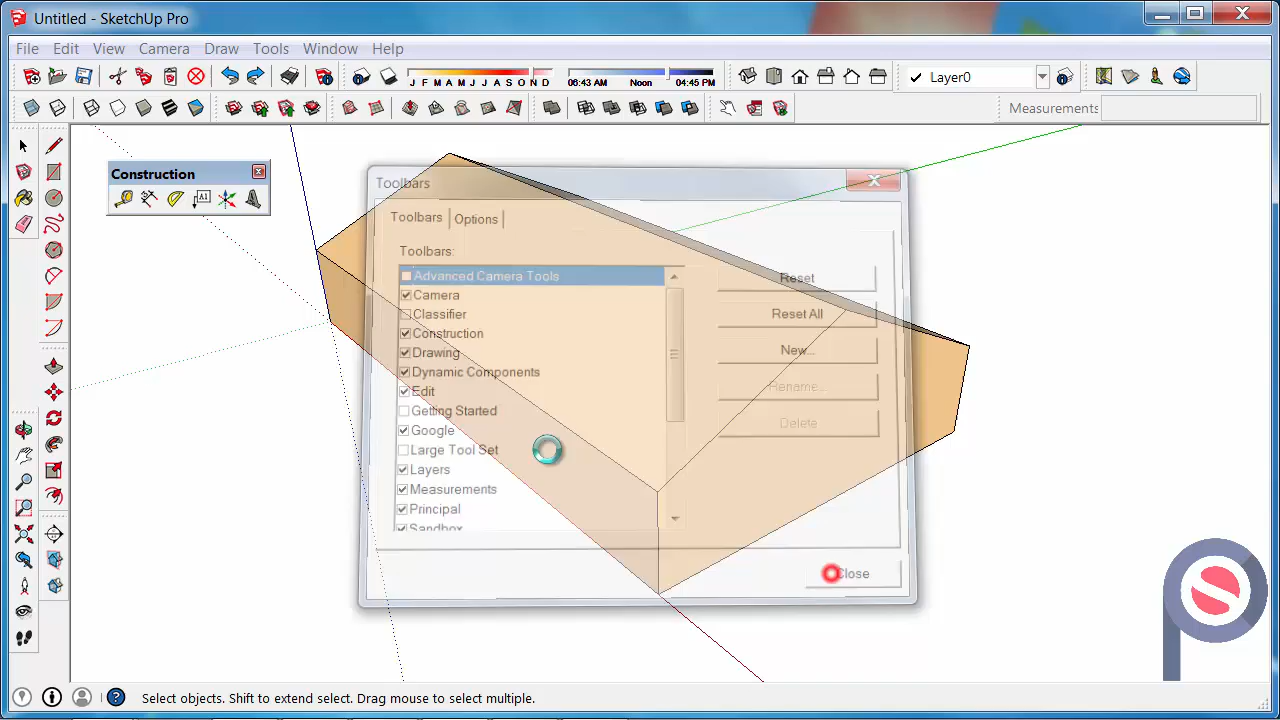 Untitled - SketchUp Pro
File Edit View Camera Draw Tools Window Help
J F M A M J J A S O N D
06:43 AM Noon 04:45 PM
Layer0
Measurements
Construction
A1
Toolbars
Toolbars Options
Toolbars:
Advanced Camera Tools
Camera
Classifier
Construction
Drawing
Dynamic Components
Edit
Getting Started
Google
Large Tool Set
Layers
Measurements
Principal
Sandbox
Reset
Reset All
New...
Rename...
Delete
Close
Select objects. Shift to extend select. Drag mouse to select multiple.